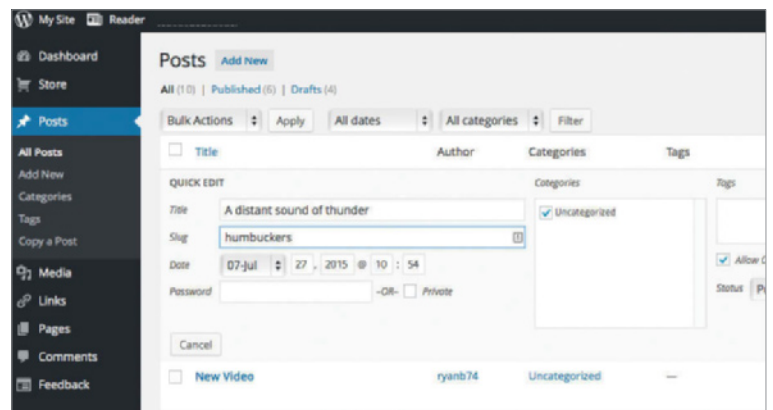 My Site Reader
Dashboard
Store
Posts
All Posts
Add New
Categories
Tags
Copy a Post
Media
Links
Pages
Comments
Feedback
Posts Add New
All (10) | Published (6) | Drafts (4)
Bulk Actions Apply All dates All categories Filter
Title Author Categories Tags
QUICK EDIT Categories Tags
Title A distant sound of thunder
Uncategorized
Slug humbuckers
Date 07-Jul 27 , 2015 @ 10 : 54
Allow
Password -OR- Private
Status
Cancel
New Video ryanb74 Uncategorized —